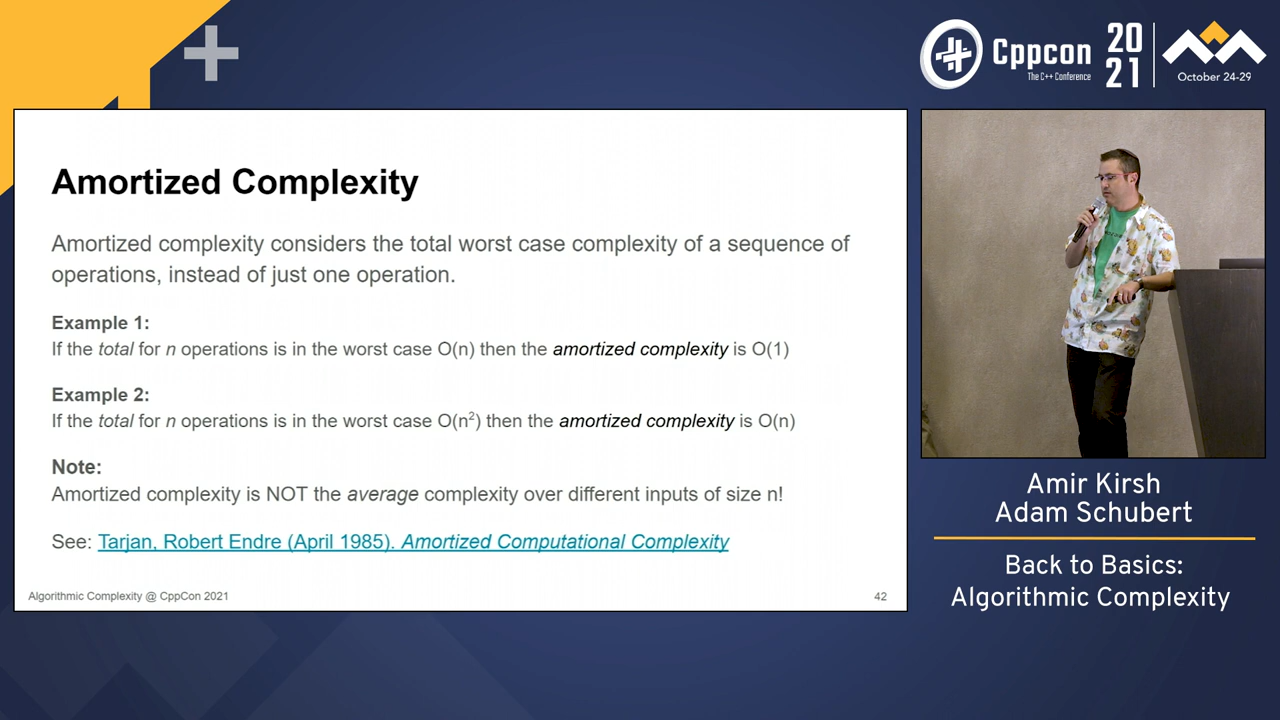 Cppcon
The C++ Conference
20
21
October 24-29
Amortized Complexity
Amortized complexity considers the total worst case complexity of a sequence of
operations, instead of just one operation.
Example 1:
If the total for n operations is in the worst case O(n) then the amortized complexity is O(1)
Example 2:
If the total for n operations is in the worst case O(n²) then the amortized complexity is O(n)
Note:
Amortized complexity is NOT the average complexity over different inputs of size n!
See: Tarjan, Robert Endre (April 1985). Amortized Computational Complexity
Algorithmic Complexity @ CppCon 2021
42
Amir Kirsh
Adam Schubert
Back to Basics:
Algorithmic Complexity